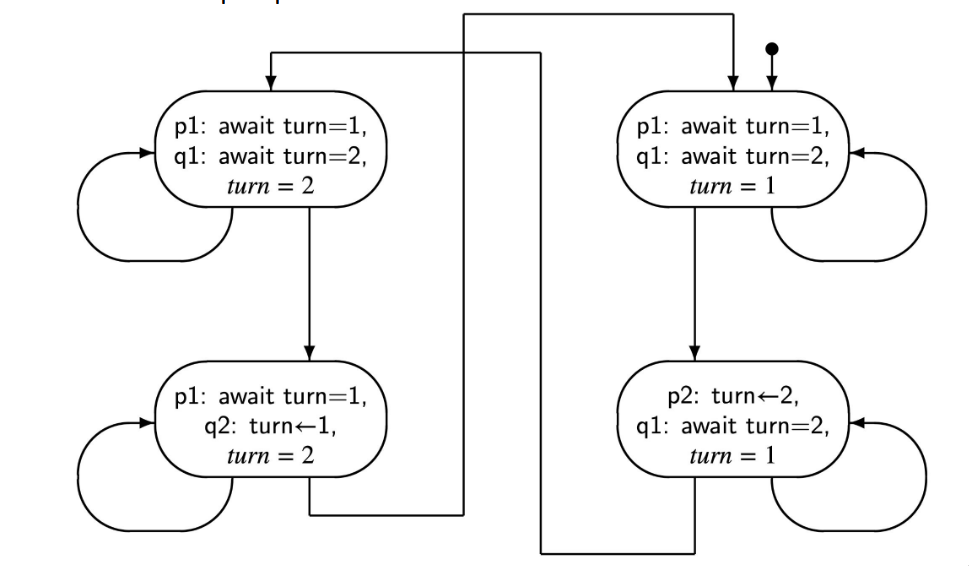 p1: await turn=1,
q1: await turn=2,
turn = 2
p1: await turn=1,
q1: await turn=2,
turn = 1
p1: await turn=1,
q2: turn←1,
turn = 2
p2: turn←2,
q1: await turn=2,
turn = 1